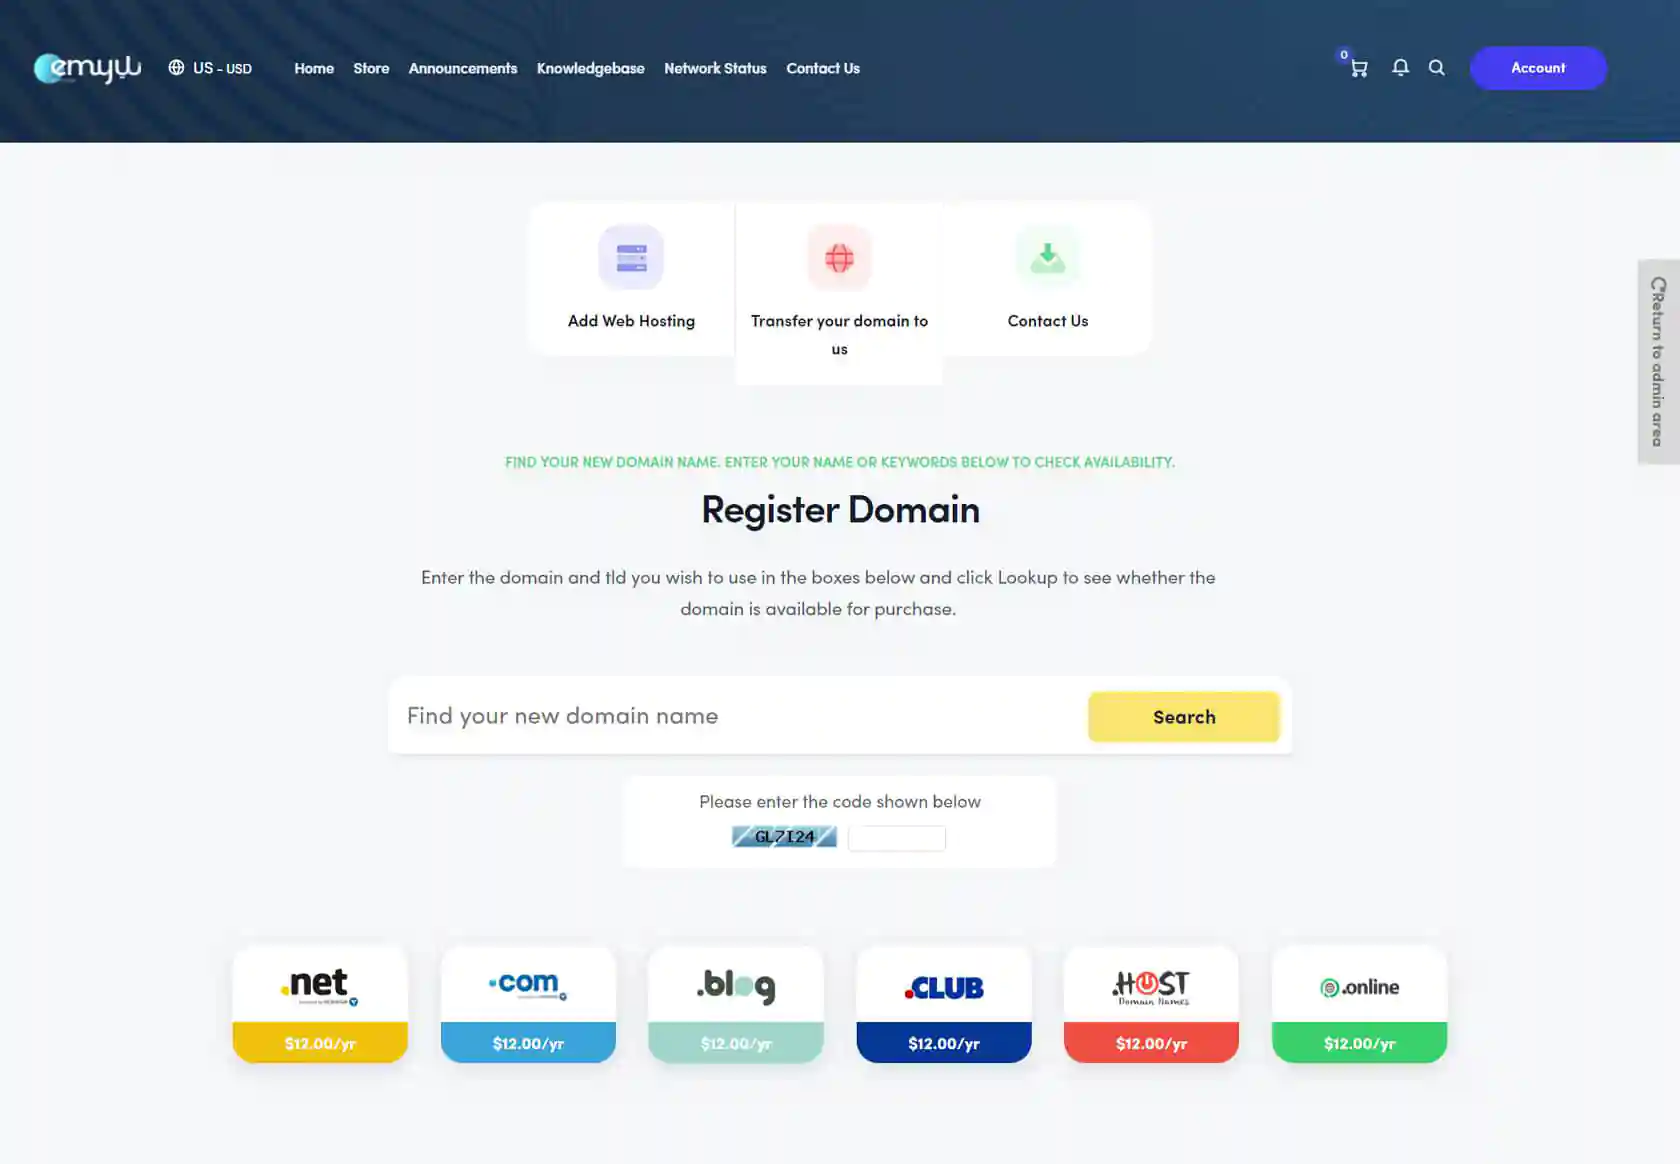 emyui
US - USD
Home
Store
Announcements
Knowledgebase
Network Status
Contact Us
0
Account
Add Web Hosting
Transfer your domain to
us
Contact Us
Return to admin area
FIND YOUR NEW DOMAIN NAME. ENTER YOUR NAME OR KEYWORDS BELOW TO CHECK AVAILABILITY.
Register Domain
Enter the domain and tld you wish to use in the boxes below and click Lookup to see whether the
domain is available for purchase.
Find your new domain name
Search
Please enter the code shown below
GL7I24
.net
$12.00/yr
.com
$12.00/yr
.blog
$12.00/yr
.CLUB
$12.00/yr
.HOST
Domain Names
$12.00/yr
.online
$12.00/yr